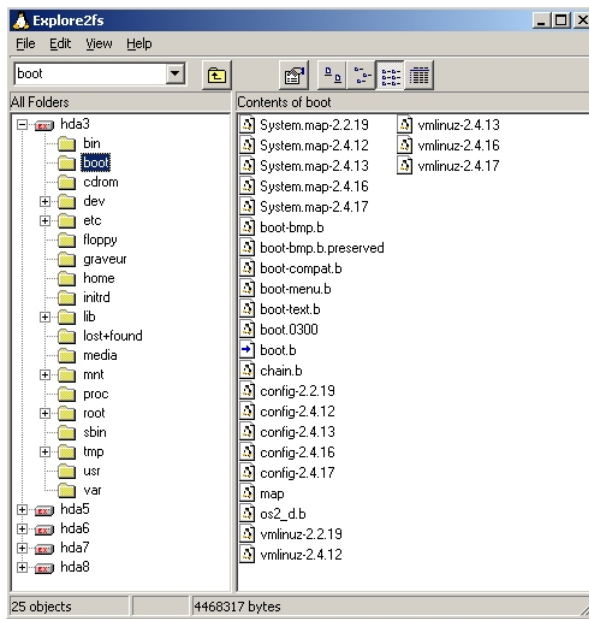 Explore2fs
File Edit View Help
boot
All Folders
hda3
bin
boot
cdrom
dev
etc
floppy
graveur
home
initrd
lib
lost+found
media
mnt
proc
root
sbin
tmp
usr
var
hda5
hda6
hda7
hda8
Contents of boot
System.map-2.2.19
System.map-2.4.12
System.map-2.4.13
System.map-2.4.16
System.map-2.4.17
boot-bmp.b
boot-bmp.b.preserved
boot-compat.b
boot-menu.b
boot-text.b
boot.0300
boot.b
chain.b
config-2.2.19
config-2.4.12
config-2.4.13
config-2.4.16
config-2.4.17
map
os2_d.b
vmlinuz-2.2.19
vmlinuz-2.4.12
vmlinuz-2.4.13
vmlinuz-2.4.16
vmlinuz-2.4.17
25 objects
4468317 bytes